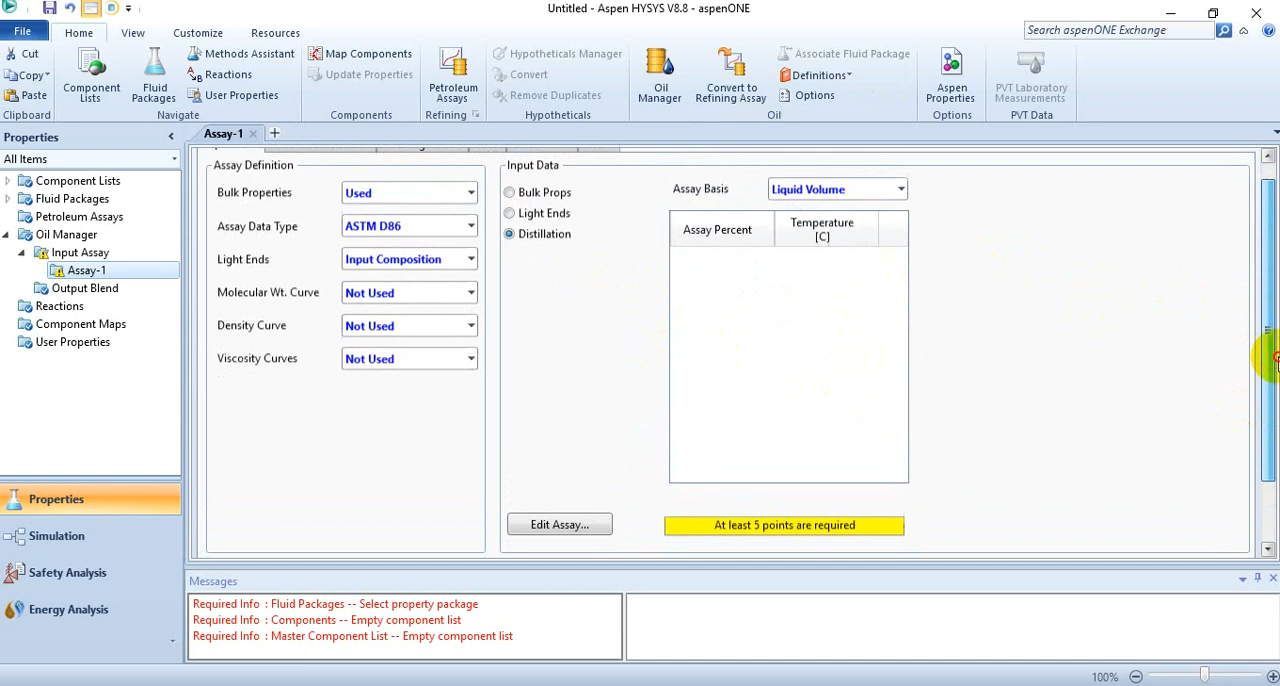 Untitled - Aspen HYSYS V8.8 - aspenONE
File Home View Customize Resources
Search aspenONE Exchange
Cut
Copy
Paste
Clipboard
Component Lists
Fluid Packages
Methods Assistant
Reactions
User Properties
Navigate
Map Components
Update Properties
Components
Petroleum Assays
Refining
Hypotheticals Manager
Convert
Remove Duplicates
Hypotheticals
Oil Manager
Convert to Refining Assay
Associate Fluid Package
Definitions
Options
Oil
Aspen Properties
Options
PVT Laboratory Measurements
PVT Data
Properties
All Items
Component Lists
Fluid Packages
Petroleum Assays
Oil Manager
Input Assay
Assay-1
Output Blend
Reactions
Component Maps
User Properties
Properties
Simulation
Safety Analysis
Energy Analysis
Assay-1
Assay Definition
Bulk Properties Used
Assay Data Type ASTM D86
Light Ends Input Composition
Molecular Wt. Curve Not Used
Density Curve Not Used
Viscosity Curves Not Used
Input Data
Bulk Props
Light Ends
Distillation
Assay Basis Liquid Volume
Assay Percent Temperature [C]
Edit Assay...
At least 5 points are required
Messages
Required Info : Fluid Packages -- Select property package
Required Info : Components -- Empty component list
Required Info : Master Component List -- Empty component list
100%